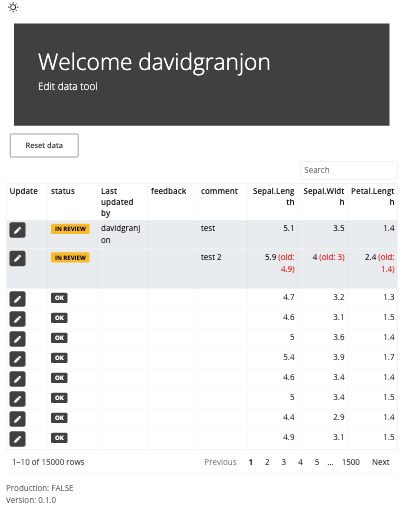 Welcome davidgranjon
Edit data tool
Reset data
Search
Update status Last updated by feedback comment Sepal.Length Sepal.Width Petal.Length
IN REVIEW davidgranjon test 5.1 3.5 1.4
IN REVIEW test 2 5.9 (old: 4.9) 4 (old: 3) 2.4 (old: 1.4)
OK 4.7 3.2 1.3
OK 4.6 3.1 1.5
OK 5 3.6 1.4
OK 5.4 3.9 1.7
OK 4.6 3.4 1.4
OK 5 3.4 1.5
OK 4.4 2.9 1.4
OK 4.9 3.1 1.5
1–10 of 15000 rows Previous 1 2 3 4 5 ... 1500 Next
Production: FALSE
Version: 0.1.0